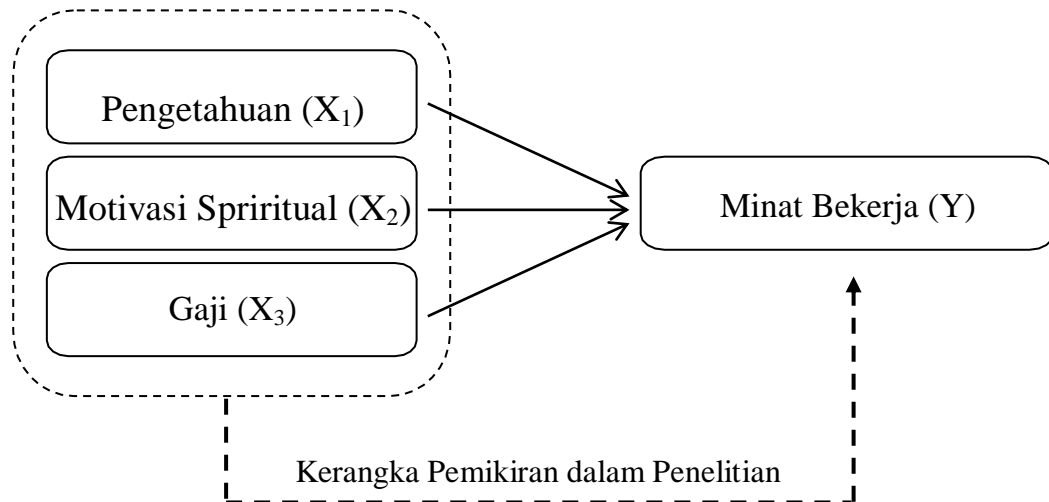 Pengetahuan (X₁)
Motivasi Spriritual (X₂)
Gaji (X₃)
Minat Bekerja (Y)
Kerangka Pemikiran dalam Penelitian